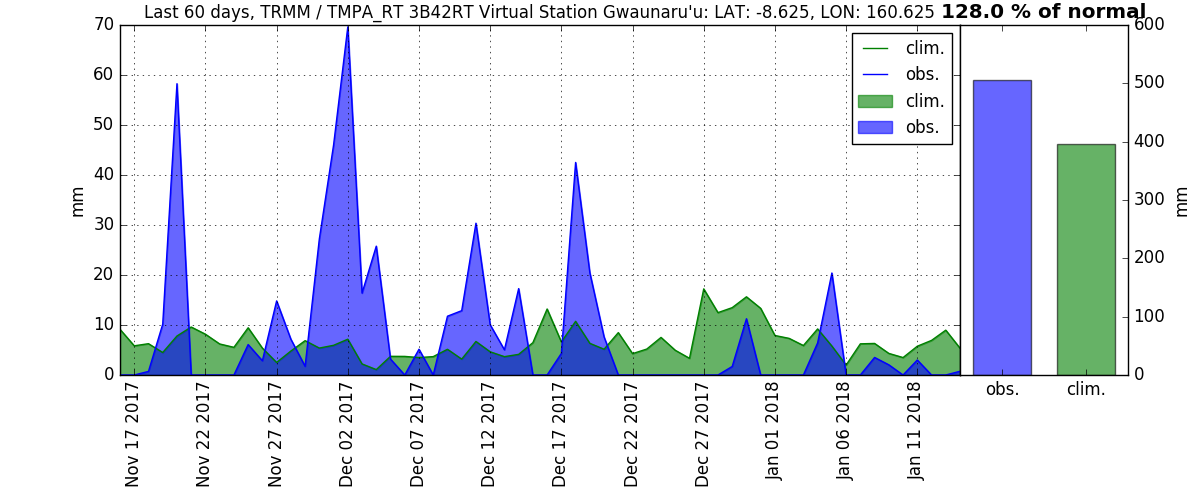 Last 60 days, TRMM / TMPA_RT 3B42RT Virtual Station Gwaunaru'u: LAT: -8.625, LON: 160.625 128.0 % of normal
70
60
50
40
30
20
10
0
mm
clim.
obs.
clim.
obs.
600
500
400
300
200
100
0
mm
obs.
clim.
Nov 17 2017
Nov 22 2017
Nov 27 2017
Dec 02 2017
Dec 07 2017
Dec 12 2017
Dec 17 2017
Dec 22 2017
Dec 27 2017
Jan 01 2018
Jan 06 2018
Jan 11 2018